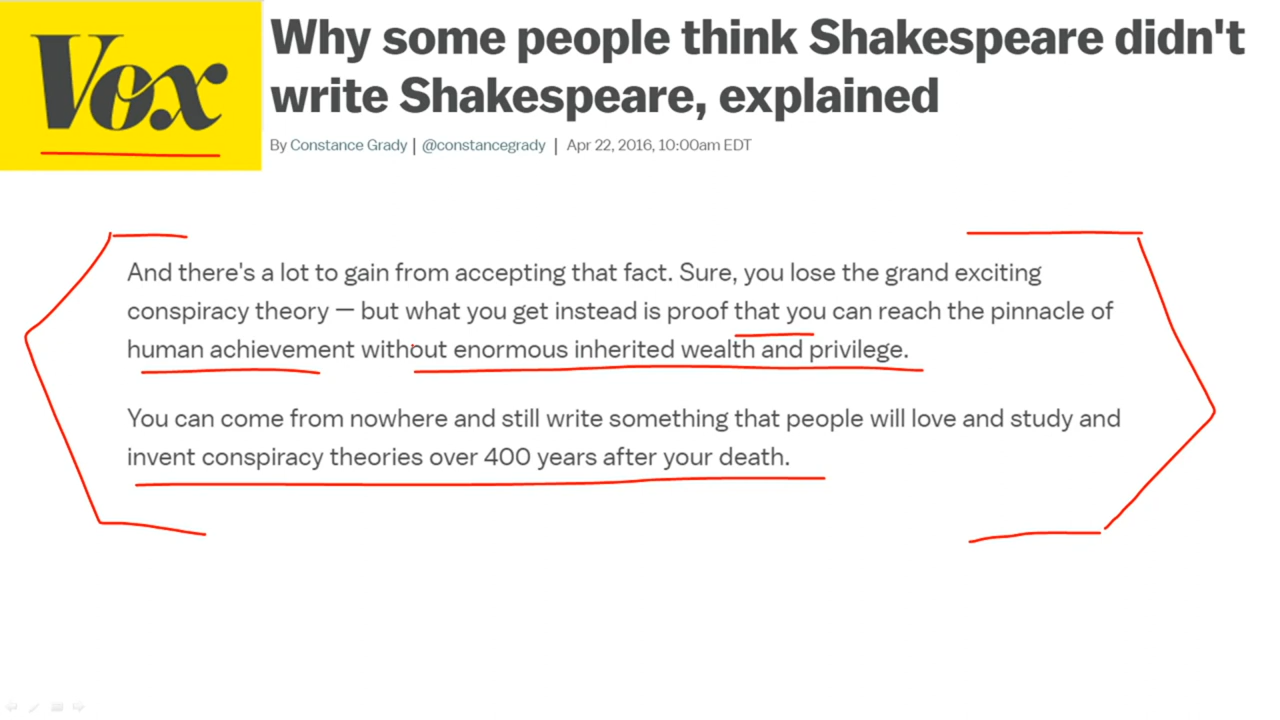 Vox
Why some people think Shakespeare didn't
write Shakespeare, explained
By Constance Grady | @constancegrady | Apr 22, 2016, 10:00am EDT
And there's a lot to gain from accepting that fact. Sure, you lose the grand exciting
conspiracy theory — but what you get instead is proof that you can reach the pinnacle of
human achievement without enormous inherited wealth and privilege.
You can come from nowhere and still write something that people will love and study and
invent conspiracy theories over 400 years after your death.